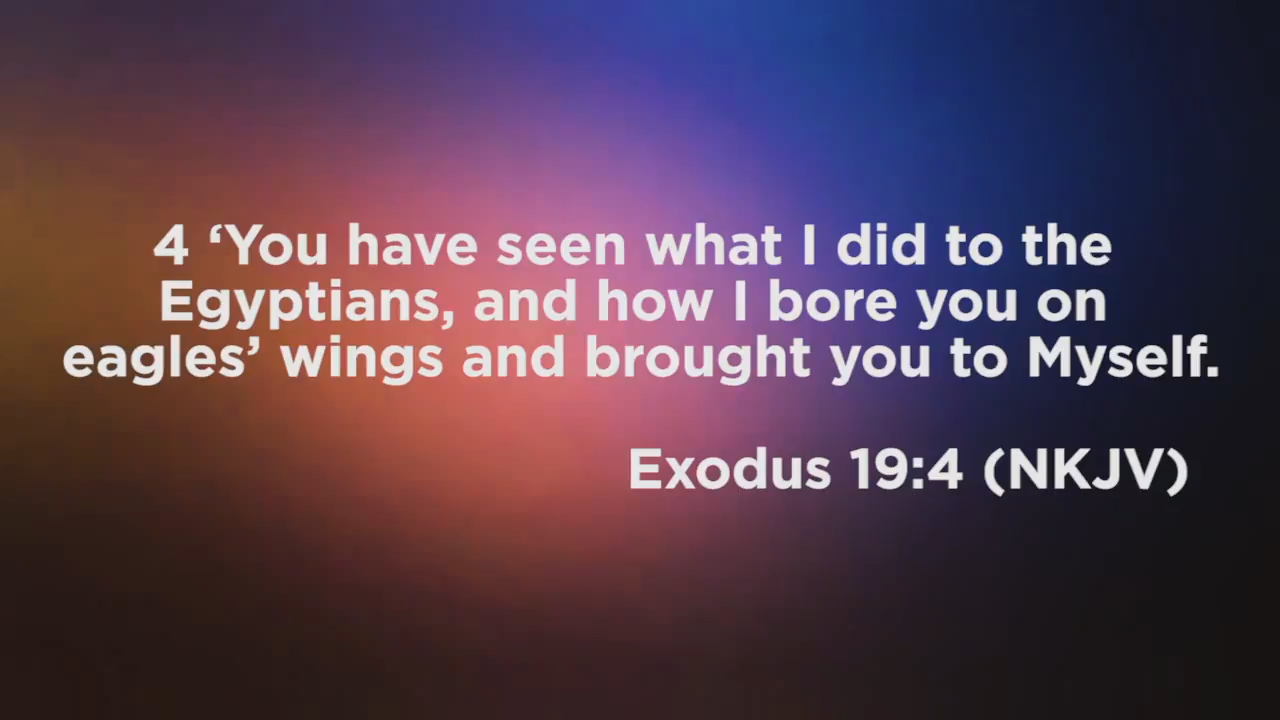 4 ‘You have seen what I did to the
Egyptians, and how I bore you on
eagles’ wings and brought you to Myself.
Exodus 19:4 (NKJV)